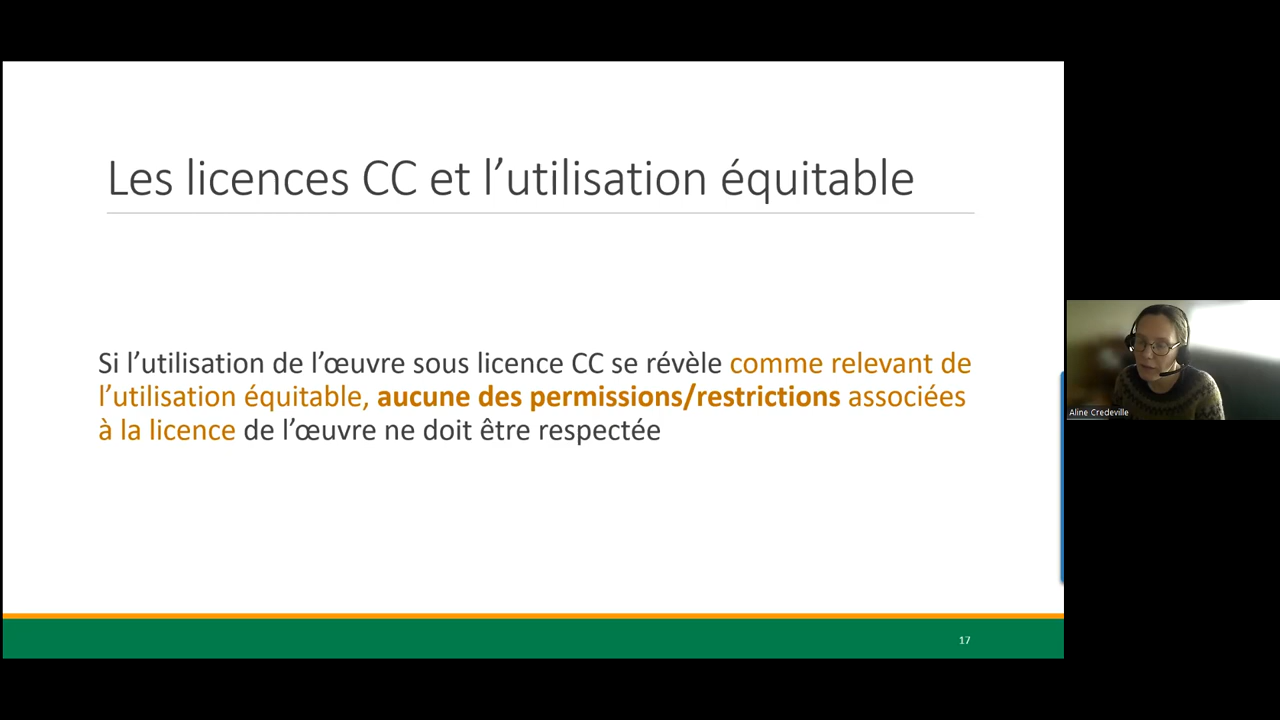 Les licences CC et l’utilisation équitable
Si l’utilisation de l’œuvre sous licence CC se révèle comme relevant de
l’utilisation équitable, aucune des permissions/restrictions associées
à la licence de l’œuvre ne doit être respectée
Aline Credeville
17